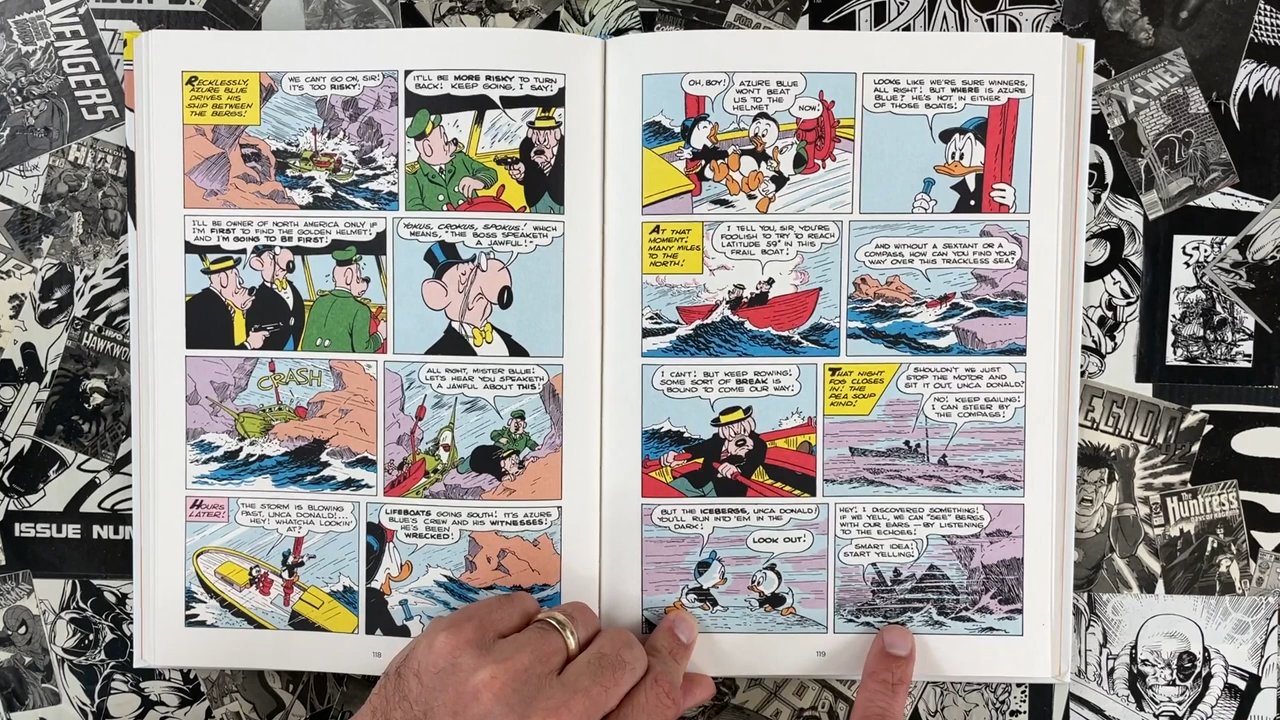 RECKLESSLY,
AZURE BLUE
DRIVES HIS
SHIP BETWEEN
THE BERGS!
WE CAN'T GO ON, SIR!
IT'S TOO RISKY!
IT'LL BE MORE RISKY TO TURN
BACK! KEEP GOING, I SAY!
I'LL BE OWNER OF NORTH AMERICA ONLY IF
I'M FIRST TO FIND THE GOLDEN HELMET!
AND I'M GOING TO BE FIRST!
YOKUS, CROKUS, SPOKUS! WHICH
MEANS, "THE BOSS SPEAKETH
A JAWFUL!"
CRASH
ALL RIGHT, MISTER BLUE!
LET'S HEAR YOU SPEAKETH
A JAWFUL ABOUT THIS!
HOURS
LATER!
THE STORM IS BLOWING
PAST, UNCA DONALD!...
HEY! WHATCHA LOOKIN'
AT?
LIFEBOATS GOING SOUTH! IT'S AZURE
BLUE'S CREW AND HIS WITNESSES!
HE'S BEEN
WRECKED!
118
OH, BOY!
AZURE BLUE
WON'T BEAT
US TO THE
HELMET
NOW!
LOOKS LIKE WE'RE SURE WINNERS,
ALL RIGHT! BUT WHERE IS AZURE
BLUE? HE'S NOT IN EITHER
OF THOSE BOATS!
AT THAT
MOMENT!
MANY MILES
TO THE
NORTH!
I TELL YOU, SIR, YOU'RE
FOOLISH TO TRY TO REACH
LATITUDE 59° IN THIS
FRAIL BOAT!
AND WITHOUT A SEXTANT OR A
COMPASS, HOW CAN YOU FIND YOUR
WAY OVER THIS TRACKLESS SEA?
I CAN'T! BUT KEEP ROWING!
SOME SORT OF BREAK IS
BOUND TO COME OUR WAY!
THAT NIGHT
FOG CLOSES
IN! THE
PEA-SOUP
KIND!
SHOULDN'T WE JUST
STOP THE MOTOR AND
SIT IT OUT, UNCA DONALD?
NO! KEEP SAILING!
I CAN STEER BY
THE COMPASS!
BUT THE ICEBERGS, UNCA DONALD!
YOU'LL RUN INTO 'EM IN THE
DARK!
LOOK OUT!
HEY! I DISCOVERED SOMETHING!
IF WE YELL, WE CAN "SEE" BERGS
WITH OUR EARS — BY LISTENING
TO THE ECHOES!
SMART IDEA!
START YELLING!
119
AVENGERS
HAWKWO
ISSUE NUM
X-MEN
LEGION
The
Huntress